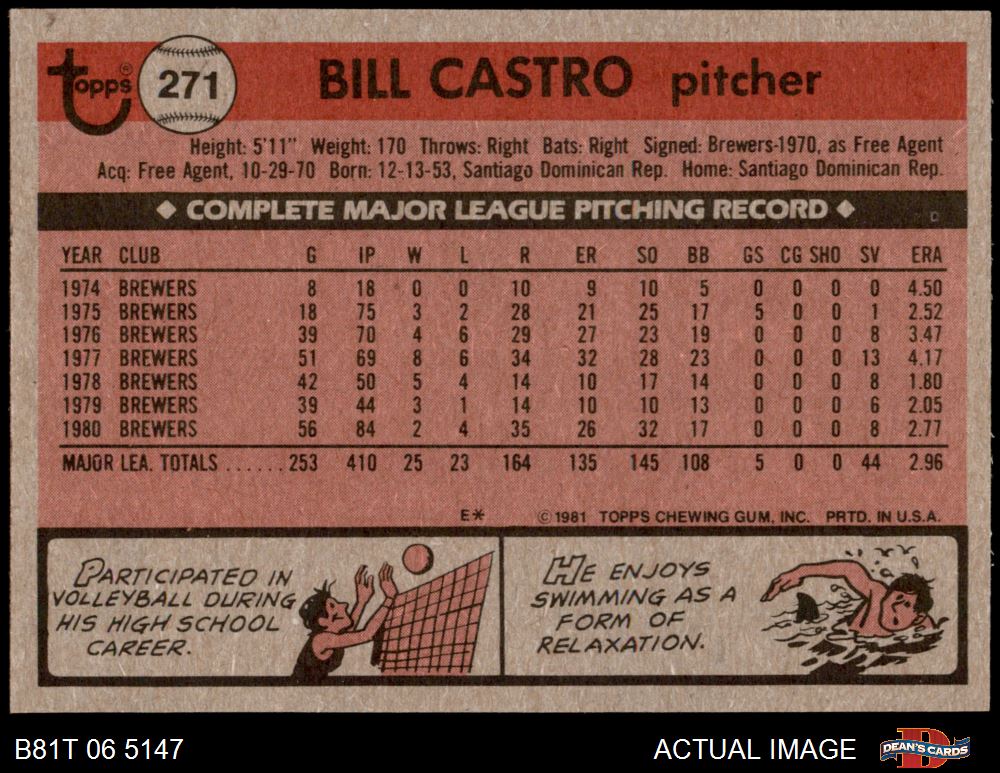 topps® 271 BILL CASTRO pitcher
Height: 5'11" Weight: 170 Throws: Right Bats: Right Signed: Brewers-1970, as Free Agent
Acq: Free Agent, 10-29-70 Born: 12-13-53, Santiago Dominican Rep. Home: Santiago Dominican Rep.
◆ COMPLETE MAJOR LEAGUE PITCHING RECORD ◆ D
YEAR CLUB G IP W L R ER SO BB GS CG SHO SV ERA
1974 BREWERS 8 18 0 0 10 9 10 5 0 0 0 0 4.50
1975 BREWERS 18 75 3 2 28 21 25 17 5 0 0 1 2.52
1976 BREWERS 39 70 4 6 29 27 23 19 0 0 0 8 3.47
1977 BREWERS 51 69 8 6 34 32 28 23 0 0 0 13 4.17
1978 BREWERS 42 50 5 4 14 10 17 14 0 0 0 8 1.80
1979 BREWERS 39 44 3 1 14 10 10 13 0 0 0 6 2.05
1980 BREWERS 56 84 2 4 35 26 32 17 0 0 0 8 2.77
MAJOR LEA. TOTALS ...... 253 410 25 23 164 135 145 108 5 0 0 44 2.96
E* ©1981 TOPPS CHEWING GUM, INC. PRTD. IN U.S.A.
PARTICIPATED IN
VOLLEYBALL DURING
HIS HIGH SCHOOL
CAREER.
HE ENJOYS
SWIMMING AS A
FORM OF
RELAXATION.
B81T 06 5147 ACTUAL IMAGE DEAN'S CARDS